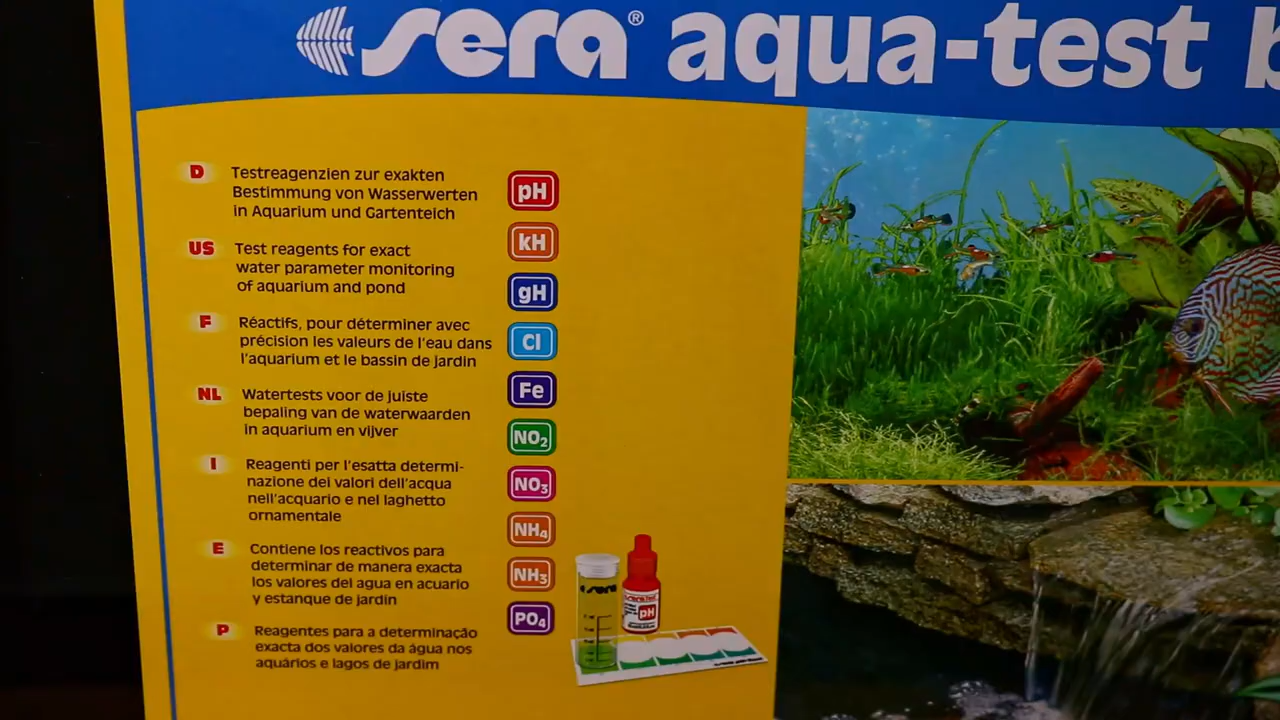 sera® aqua-test b
D
Testreagenzien zur exakten
Bestimmung von Wasserwerten
in Aquarium und Gartenteich
US
Test reagents for exact
water parameter monitoring
of aquarium and pond
F
Réactifs, pour déterminer avec
précision les valeurs de l'eau dans
l'aquarium et le bassin de jardin
NL
Watertests voor de juiste
bepaling van de waterwaarden
in aquarium en vijver
I
Reagenti per l'esatta determi-
nazione dei valori dell'acqua
nell'acquario e nel laghetto
ornamentale
E
Contiene los reactivos para
determinar de manera exacta
los valores del agua en acuario
y estanque de jardin
P
Reagentes para a determinação
exacta dos valores da água nos
aquários e lagos de jardim
pH
kH
gH
Cl
Fe
NO₂
NO₃
NH₄
NH₃
PO₄
sera
pH